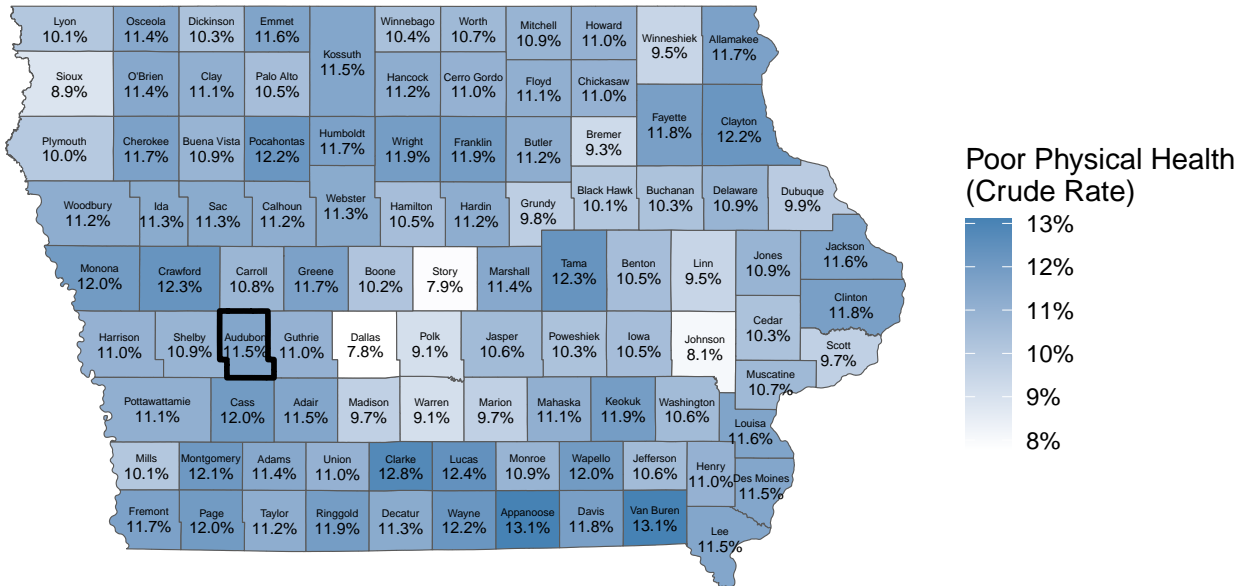 Lyon
10.1%
Osceola
11.4%
Dickinson
10.3%
Emmet
11.6%
Kossuth
11.5%
Winnebago
10.4%
Worth
10.7%
Mitchell
10.9%
Howard
11.0%
Winneshiek
9.5%
Allamakee
11.7%
Sioux
8.9%
O'Brien
11.4%
Clay
11.1%
Palo Alto
10.5%
Hancock
11.2%
Cerro Gordo
11.0%
Floyd
11.1%
Chickasaw
11.0%
Fayette
11.8%
Clayton
12.2%
Plymouth
10.0%
Cherokee
11.7%
Buena Vista
10.9%
Pocahontas
12.2%
Humboldt
11.7%
Wright
11.9%
Franklin
11.9%
Butler
11.2%
Bremer
9.3%
Woodbury
11.2%
Ida
11.3%
Sac
11.3%
Calhoun
11.2%
Webster
11.3%
Hamilton
10.5%
Hardin
11.2%
Grundy
9.8%
Black Hawk
10.1%
Buchanan
10.3%
Delaware
10.9%
Dubuque
9.9%
Monona
12.0%
Crawford
12.3%
Carroll
10.8%
Greene
11.7%
Boone
10.2%
Story
7.9%
Marshall
11.4%
Tama
12.3%
Benton
10.5%
Linn
9.5%
Jones
10.9%
Jackson
11.6%
Clinton
11.8%
Harrison
11.0%
Shelby
10.9%
Audubon
11.5%
Guthrie
11.0%
Dallas
7.8%
Polk
9.1%
Jasper
10.6%
Poweshiek
10.3%
Iowa
10.5%
Johnson
8.1%
Cedar
10.3%
Scott
9.7%
Muscatine
10.7%
Pottawattamie
11.1%
Cass
12.0%
Adair
11.5%
Madison
9.7%
Warren
9.1%
Marion
9.7%
Mahaska
11.1%
Keokuk
11.9%
Washington
10.6%
Louisa
11.6%
Mills
10.1%
Montgomery
12.1%
Adams
11.4%
Union
11.0%
Clarke
12.8%
Lucas
12.4%
Monroe
10.9%
Wapello
12.0%
Jefferson
10.6%
Henry
11.0%
Des Moines
11.5%
Fremont
11.7%
Page
12.0%
Taylor
11.2%
Ringgold
11.9%
Decatur
11.3%
Wayne
12.2%
Appanoose
13.1%
Davis
11.8%
Van Buren
13.1%
Lee
11.5%
Poor Physical Health
(Crude Rate)
13%
12%
11%
10%
9%
8%